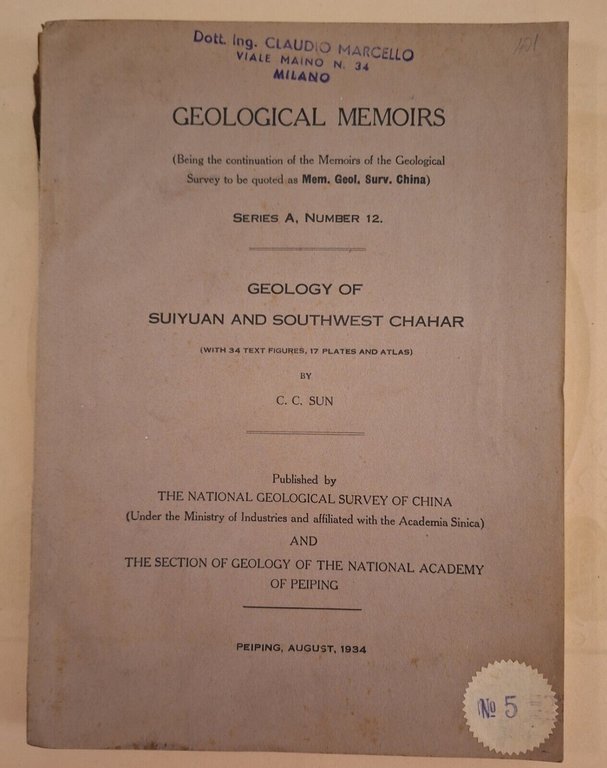 Dott. Ing. CLAUDIO MARCELLO
VIALE MAINO N. 34
MILANO
GEOLOGICAL MEMOIRS
(Being the continuation of the Memoirs of the Geological
Survey to be quoted as Mem. Geol. Surv. China)
SERIES A, NUMBER 12.
GEOLOGY OF
SUIYUAN AND SOUTHWEST CHAHAR
(WITH 34 TEXT FIGURES, 17 PLATES AND ATLAS)
BY
C. C. SUN
Published by
THE NATIONAL GEOLOGICAL SURVEY OF CHINA
(Under the Ministry of Industries and affiliated with the Academia Sinica)
AND
THE SECTION OF GEOLOGY OF THE NATIONAL ACADEMY
OF PEIPING
PEIPING, AUGUST, 1934
№ 5